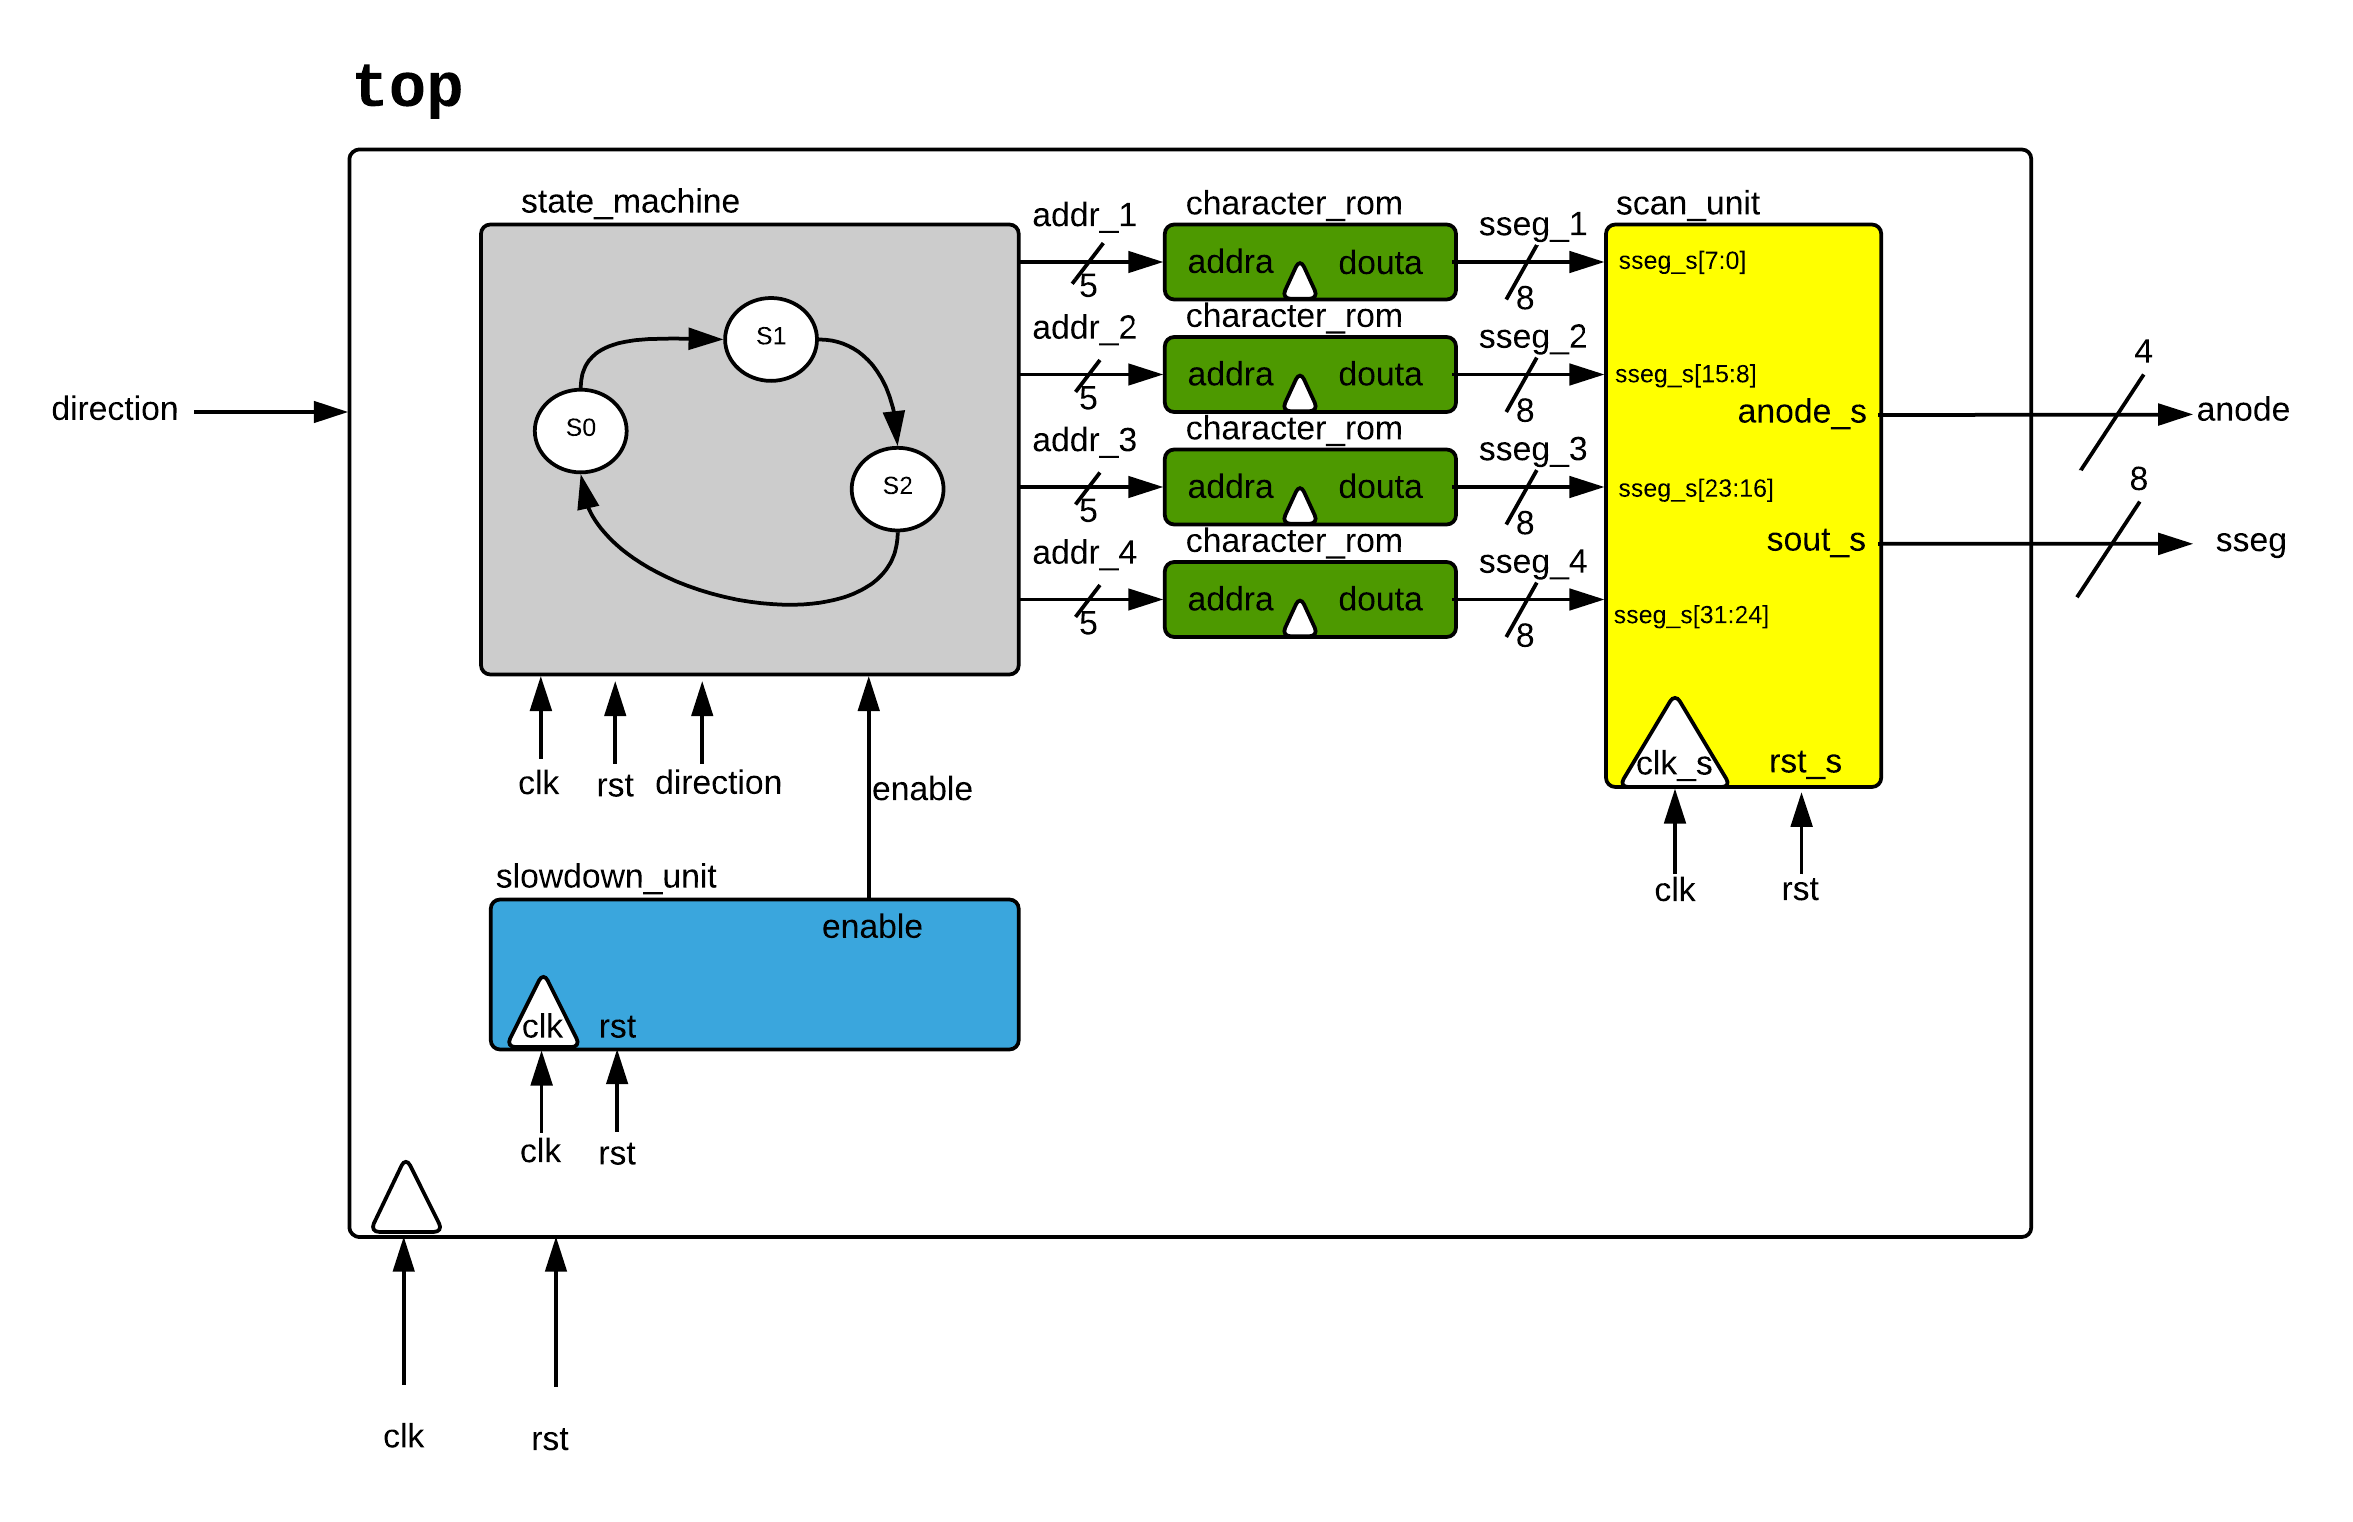 top
state_machine
S0
S1
S2
addr_1
5
addr_2
5
addr_3
5
addr_4
5
character_rom
addra
douta
character_rom
addra
douta
character_rom
addra
douta
character_rom
addra
douta
sseg_1
8
sseg_2
8
sseg_3
8
sseg_4
8
scan_unit
sseg_s[7:0]
sseg_s[15:8]
anode_s
sseg_s[23:16]
sout_s
sseg_s[31:24]
clk_s
rst_s
clk
rst
direction
4
anode
8
sseg
clk
rst
direction
enable
slowdown_unit
enable
clk
rst
clk
rst
clk
rst